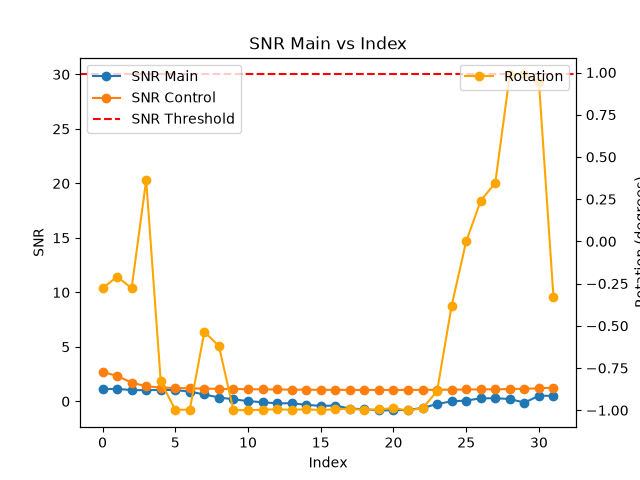 SNR Main vs Index
SNR Main
SNR Control
SNR Threshold
Rotation
30
25
20
15
10
5
0
SNR
1.00
0.75
0.50
0.25
0.00
−0.25
−0.50
−0.75
−1.00
Rotation (degrees)
0 5 10 15 20 25 30
Index